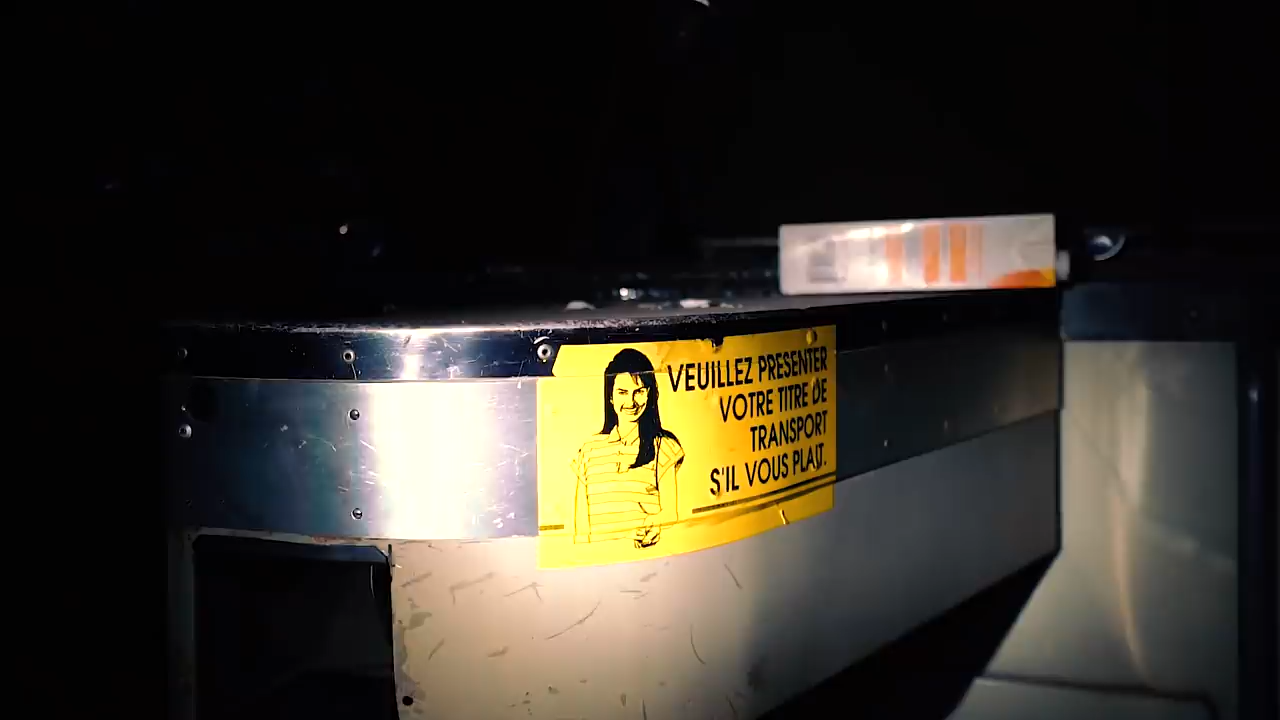 VEUILLEZ PRESENTER
VOTRE TITRE DE
TRANSPORT
S'IL VOUS PLAIT.